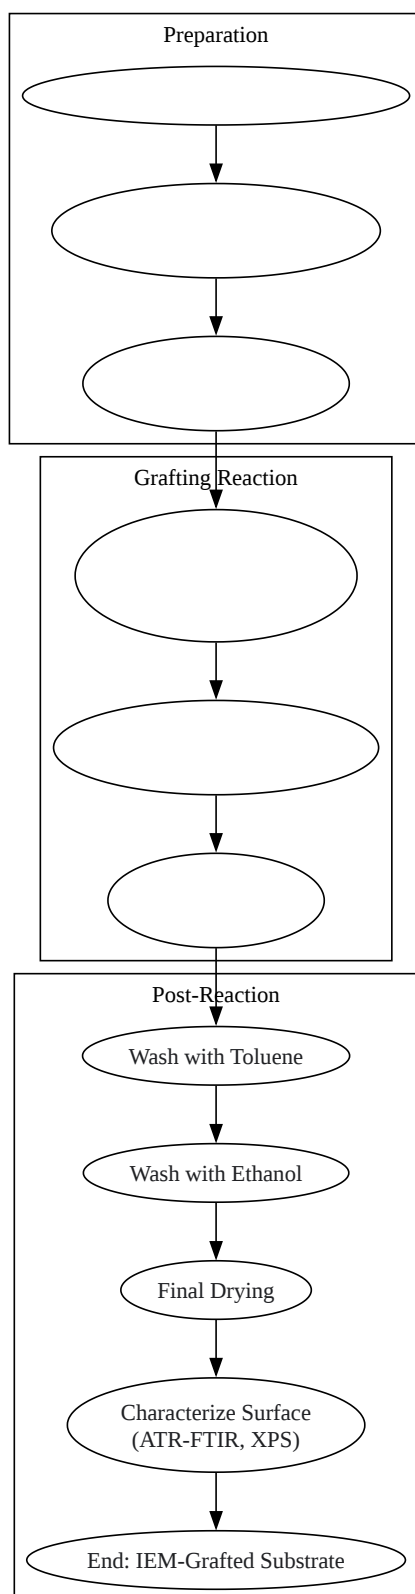 Preparation
Grafting Reaction
Post-Reaction
Wash with Toluene
Wash with Ethanol
Final Drying
Characterize Surface
(ATR-FTIR, XPS)
End: IEM-Grafted Substrate